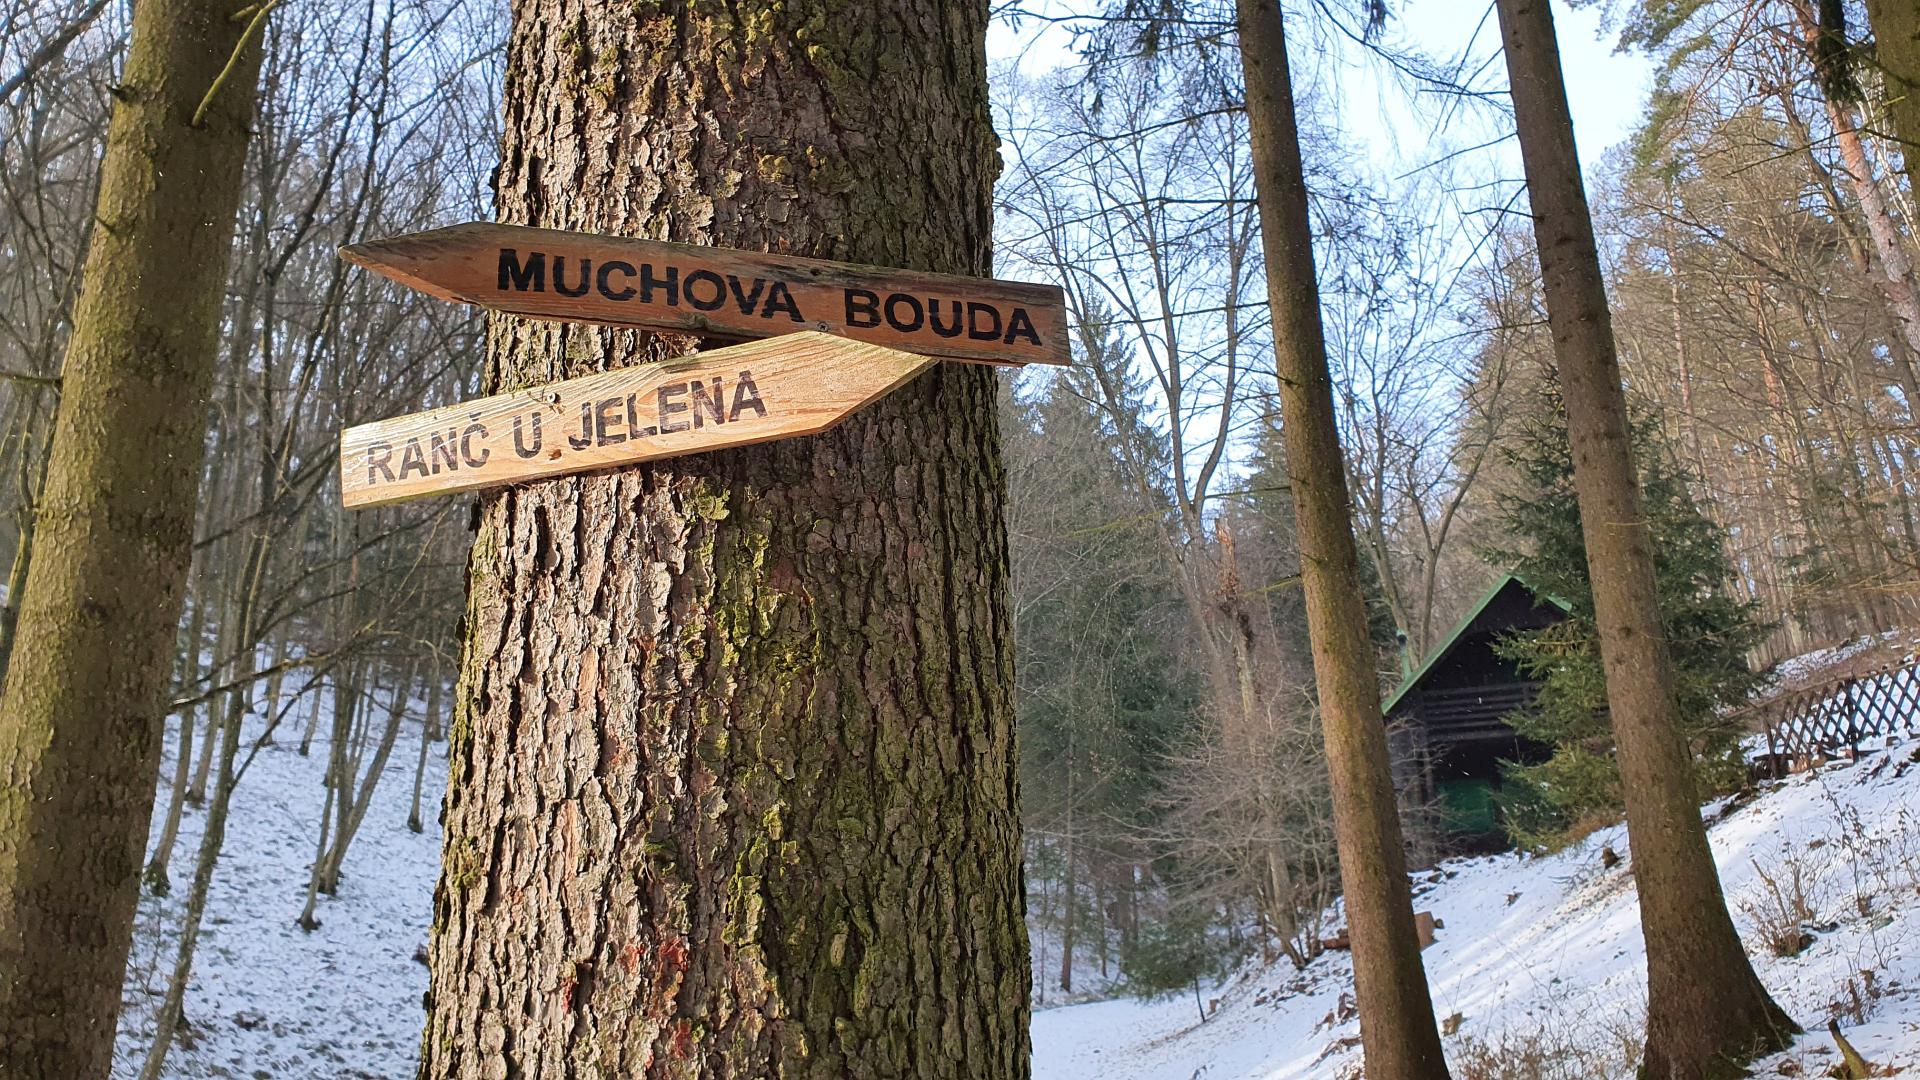 MUCHOVA BOUDA
RANČ U JELENA